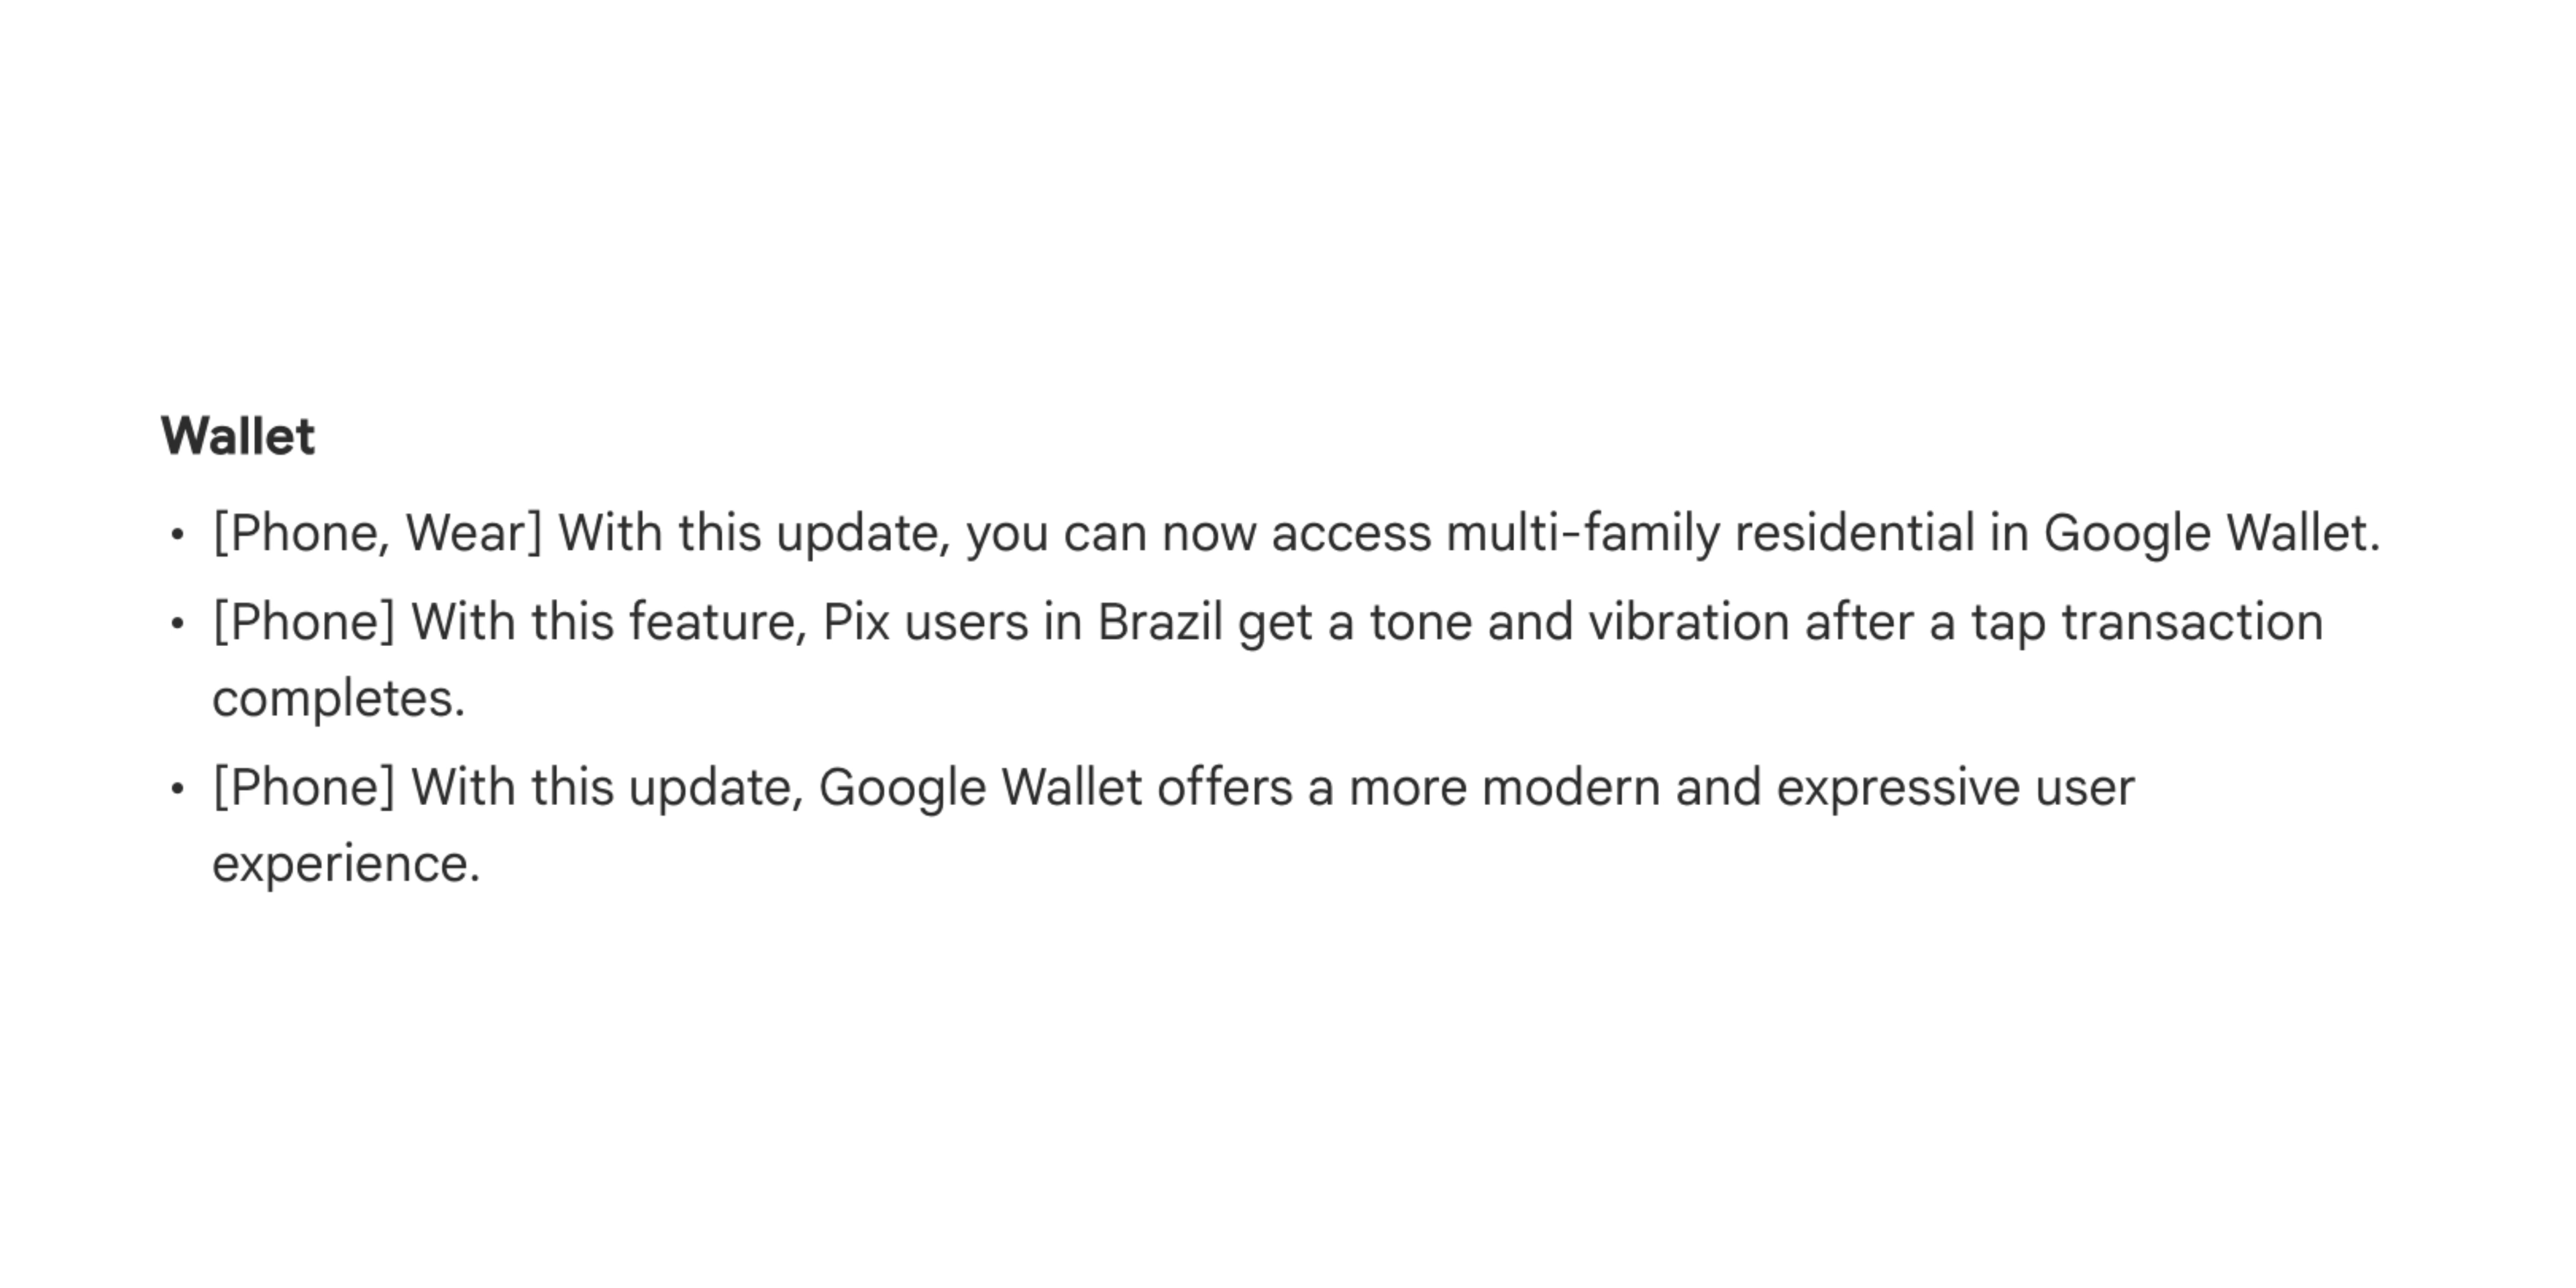 Wallet
• [Phone, Wear] With this update, you can now access multi-family residential in Google Wallet.
• [Phone] With this feature, Pix users in Brazil get a tone and vibration after a tap transaction
completes.
• [Phone] With this update, Google Wallet offers a more modern and expressive user
experience.